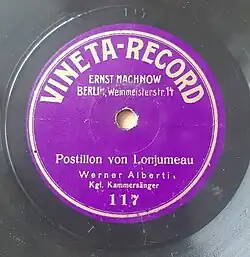 VINETA-RECORD
ERNST MACHNOW
BERLIN, Weinmeisterstr. 14
Postillon von Lonjumeau
Werner Alberti,
Kgl. Kammersänger
117